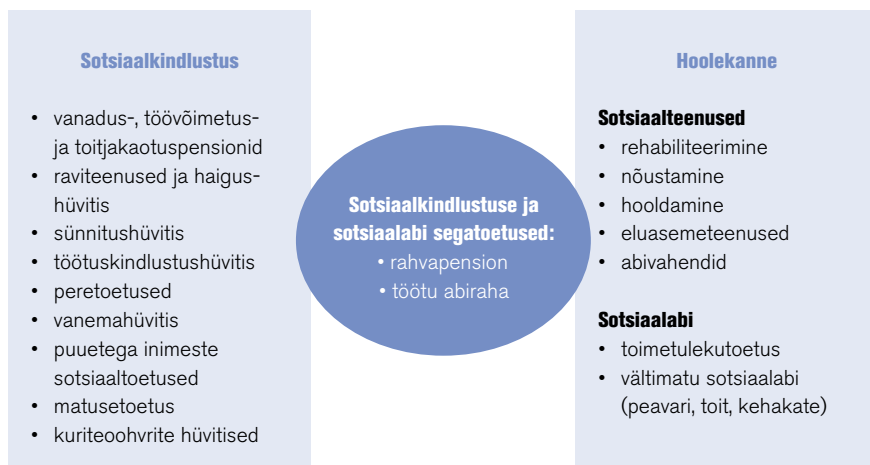 Sotsiaalkindlustus
• vanadus-, töövõimetus-
ja toitjakaotuspensionid
• raviteenused ja haigus-
hüvitis
• sünnitushüvitis
• töötuskindlustushüvitis
• peretoetused
• vanemahüvitis
• puuetega inimeste
sotsiaaltoetused
• matusetoetus
• kuriteoohvrite hüvitised
Sotsiaalkindlustuse ja
sotsiaalabi segatoetused:
• rahvapension
• töötu abiraha
Hoolekanne
Sotsiaalteenused
• rehabiliteerimine
• nõustamine
• hooldamine
• eluasemeteenused
• abivahendid
Sotsiaalabi
• toimetulekutoetus
• vältimatu sotsiaalabi
(peavari, toit, kehakate)